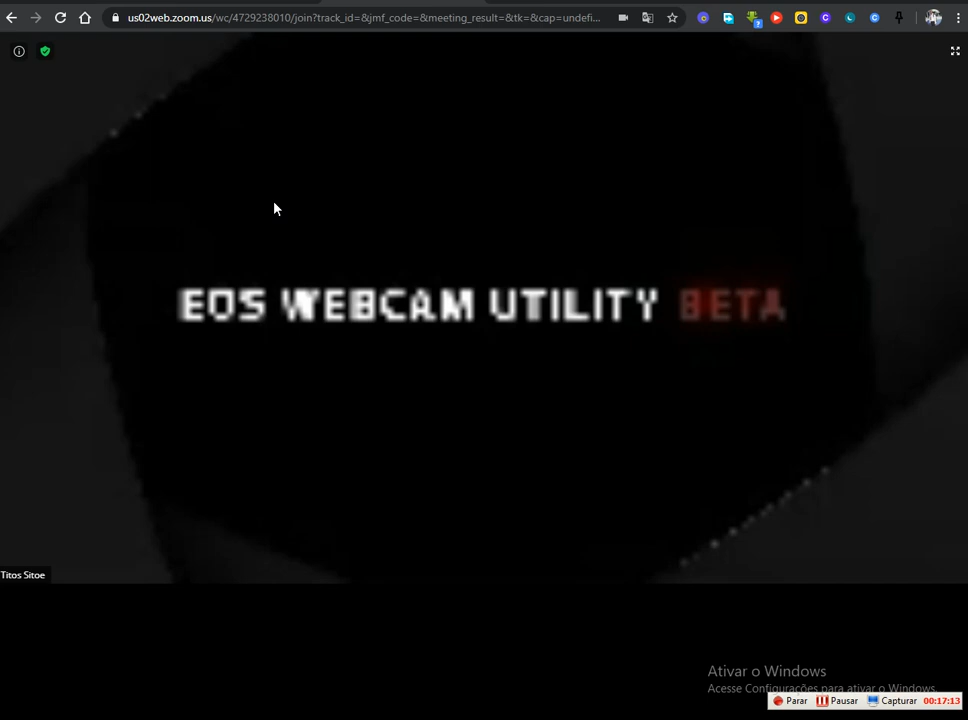 us02web.zoom.us/wc/4729238010/join?track_id=&jmf_code=&meeting_result=&tk=&cap=undefi...
EOS WEBCAM UTILITY BETA
Titos Sitoe
Ativar o Windows
Acesse Configurações para ativar o Windows.
Parar Pausar Capturar 00:17:13